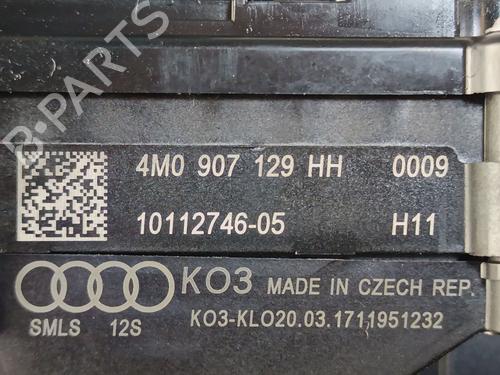 B-PARTS
4M0 907 129 HH 0009
10112746-05 H11
KO3 MADE IN CZECH REP.
SMLS 12S KO3-KLO20.03.1711951232